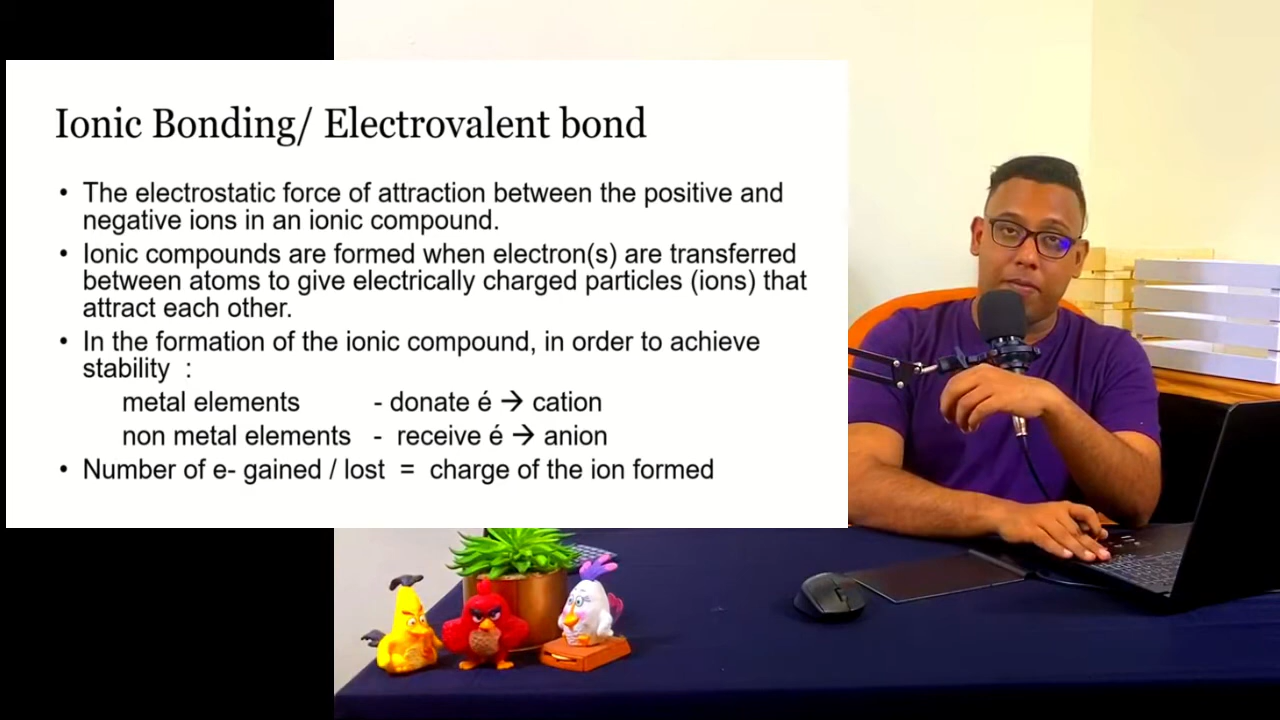 Ionic Bonding/ Electrovalent bond
• The electrostatic force of attraction between the positive and
negative ions in an ionic compound.
• Ionic compounds are formed when electron(s) are transferred
between atoms to give electrically charged particles (ions) that
attract each other.
• In the formation of the ionic compound, in order to achieve
stability :
metal elements - donate é → cation
non metal elements - receive é → anion
• Number of e- gained / lost = charge of the ion formed